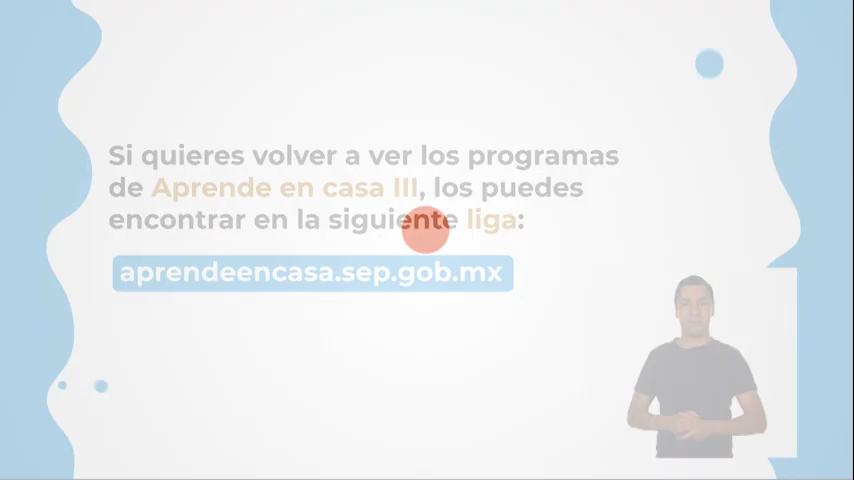 Si quieres volver a ver los programas
de Aprende en casa III, los puedes
encontrar en la siguiente liga:
aprendeencasa.sep.gob.mx